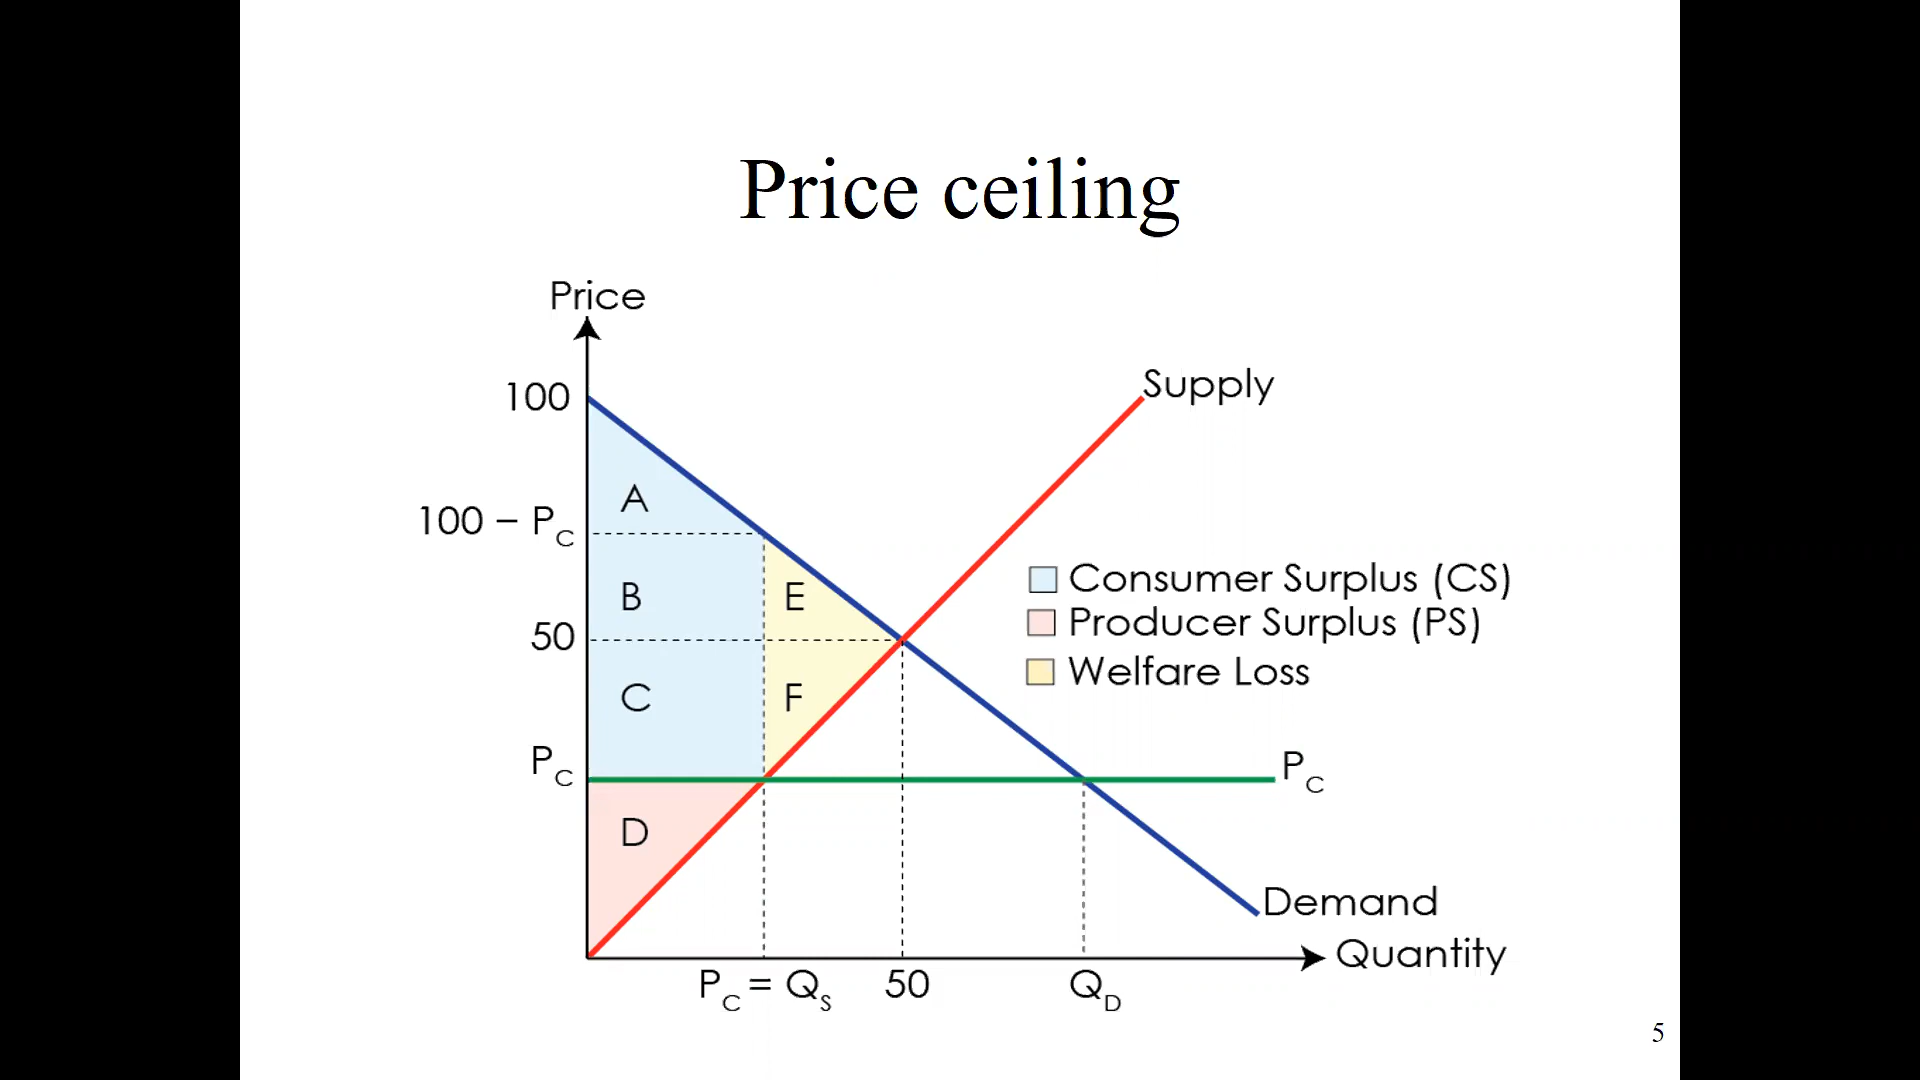 Price ceiling
Price
100
Supply
A
100 – PC
B
E
Consumer Surplus (CS)
Producer Surplus (PS)
50
Welfare Loss
C
F
PC
PC
D
Demand
Quantity
PC = QS
50
QD
5